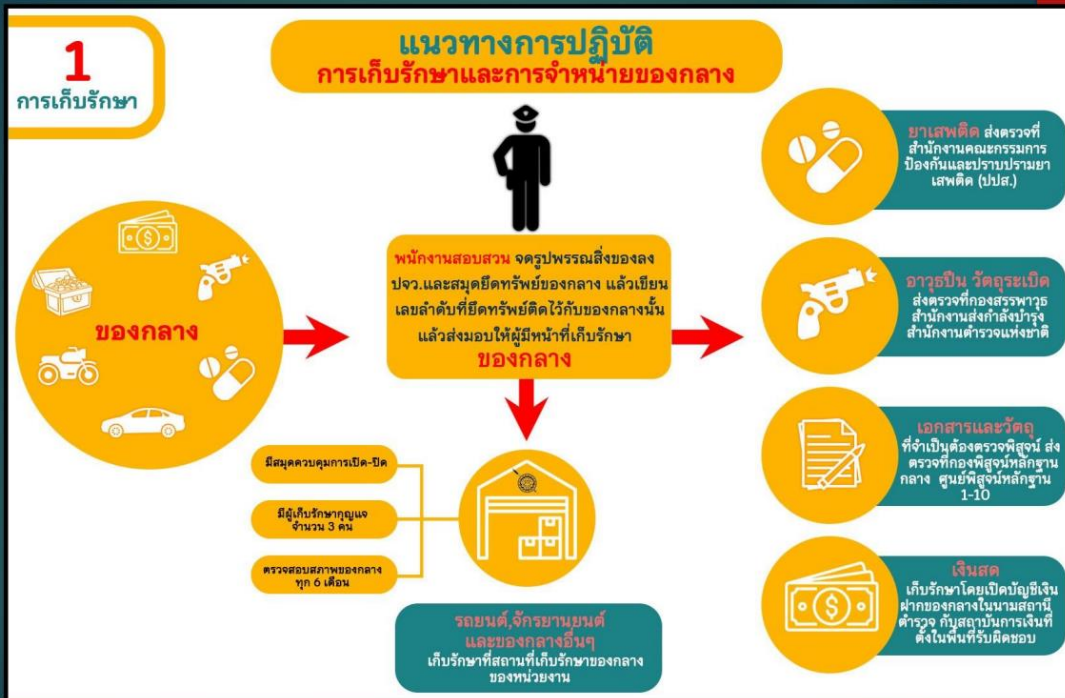 1
การเก็บรักษา
แนวทางการปฏิบัติ
การเก็บรักษาและการจำหน่ายของกลาง
ของกลาง
พนักงานสอบสวน จดรูปพรรณสิ่งของลง
ปจว.และสมุดยึดทรัพย์ของกลาง แล้วเขียน
เลขลำดับที่ยึดทรัพย์ติดไว้กับของกลางนั้น
แล้วส่งมอบให้ผู้มีหน้าที่เก็บรักษา
ของกลาง
มีสมุดควบคุมการเปิด-ปิด
มีผู้เก็บรักษากุญแจ
จำนวน 3 คน
ตรวจสอบสภาพของกลาง
ทุก 6 เดือน
รถยนต์,จักรยานยนต์
และของกลางอื่นๆ
เก็บรักษาที่สถานที่เก็บรักษาของกลาง
ของหน่วยงาน
ยาเสพติด ส่งตรวจที่
สำนักงานคณะกรรมการ
ป้องกันและปราบปรามยา
เสพติด (ปปส.)
อาวุธปืน วัตถุระเบิด
ส่งตรวจที่กองสรรพาวุธ
สำนักงานส่งกำลังบำรุง
สำนักงานตำรวจแห่งชาติ
เอกสารและวัตถุ
ที่จำเป็นต้องตรวจพิสูจน์ ส่ง
ตรวจที่กองพิสูจน์หลักฐาน
กลาง ศูนย์พิสูจน์หลักฐาน
1-10
เงินสด
เก็บรักษาโดยเปิดบัญชีเงิน
ฝากของกลางในนามสถานี
ตำรวจ กับสถาบันการเงินที่
ตั้งในพื้นที่รับผิดชอบ